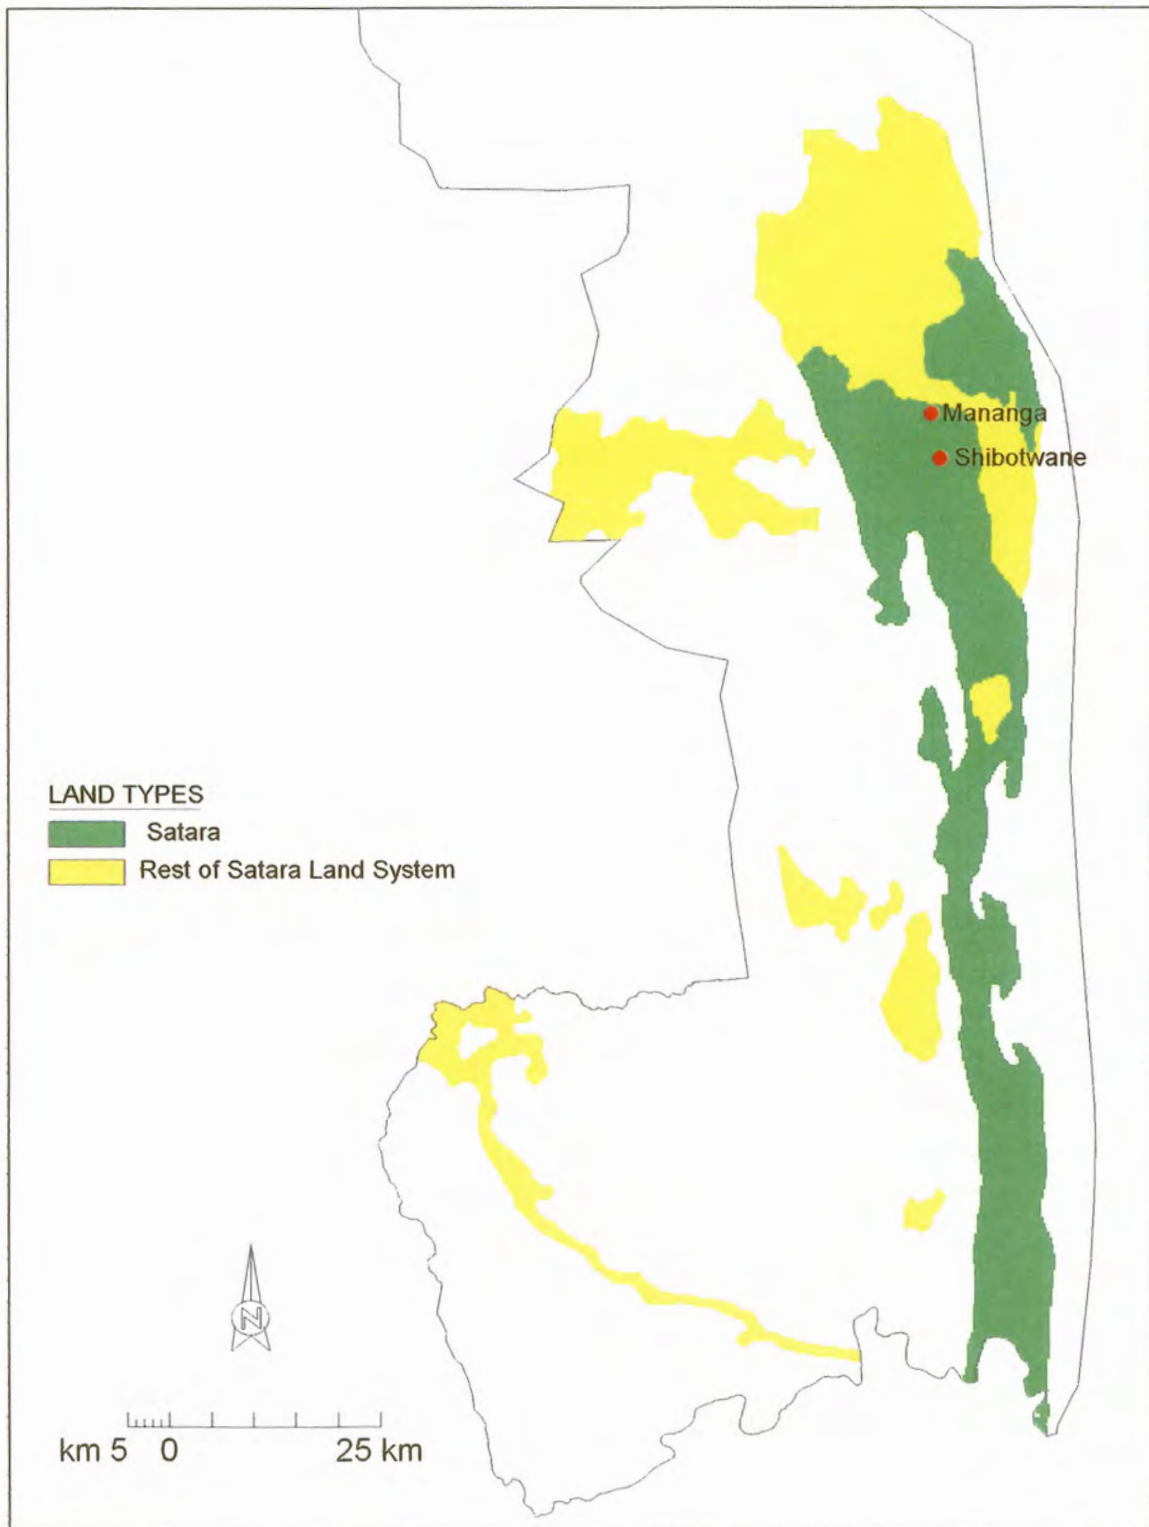 Mananga
Shibotwane
LAND TYPES
Satara
Rest of Satara Land System
N
km 5 0 25 km